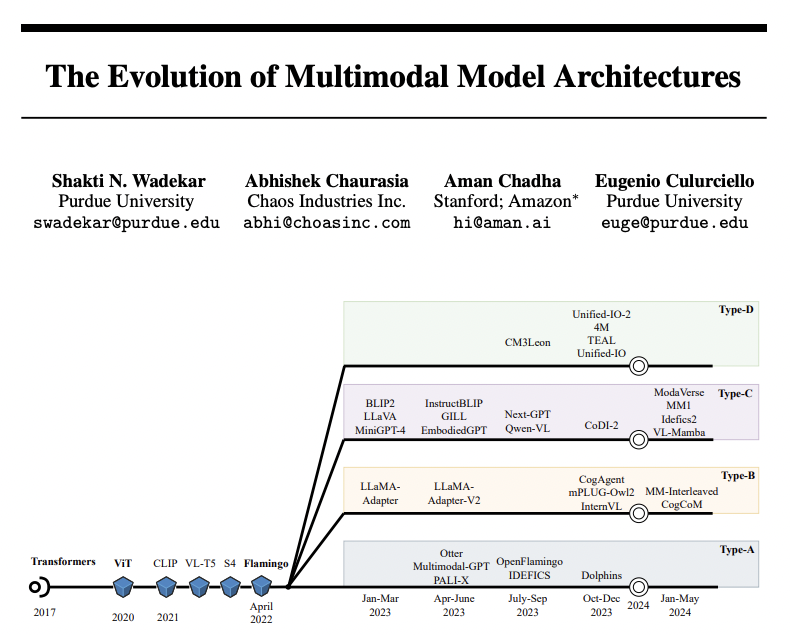 The Evolution of Multimodal Model Architectures
Shakti N. Wadekar
Purdue University
swadekar@purdue.edu
Abhishek Chaurasia
Chaos Industries Inc.
abhi@choasinc.com
Aman Chadha
Stanford; Amazon*
hi@aman.ai
Eugenio Culurciello
Purdue University
euge@purdue.edu
Type-D
CM3Leon
Unified-IO-2
4M
TEAL
Unified-IO
Type-C
BLIP2
LLaVA
MiniGPT-4
InstructBLIP
GILL
EmbodiedGPT
Next-GPT
Qwen-VL
CoDI-2
ModaVerse
MM1
Idefics2
VL-Mamba
Type-B
LLaMA-
Adapter
LLaMA-
Adapter-V2
CogAgent
mPLUG-Owl2
InternVL
MM-Interleaved
CogCoM
Type-A
Otter
Multimodal-GPT
PALI-X
OpenFlamingo
IDEFICS
Dolphins
Transformers
ViT
CLIP
VL-T5
S4
Flamingo
2017
2020
2021
April
2022
Jan-Mar
2023
Apr-June
2023
July-Sep
2023
Oct-Dec
2023
2024
Jan-May
2024